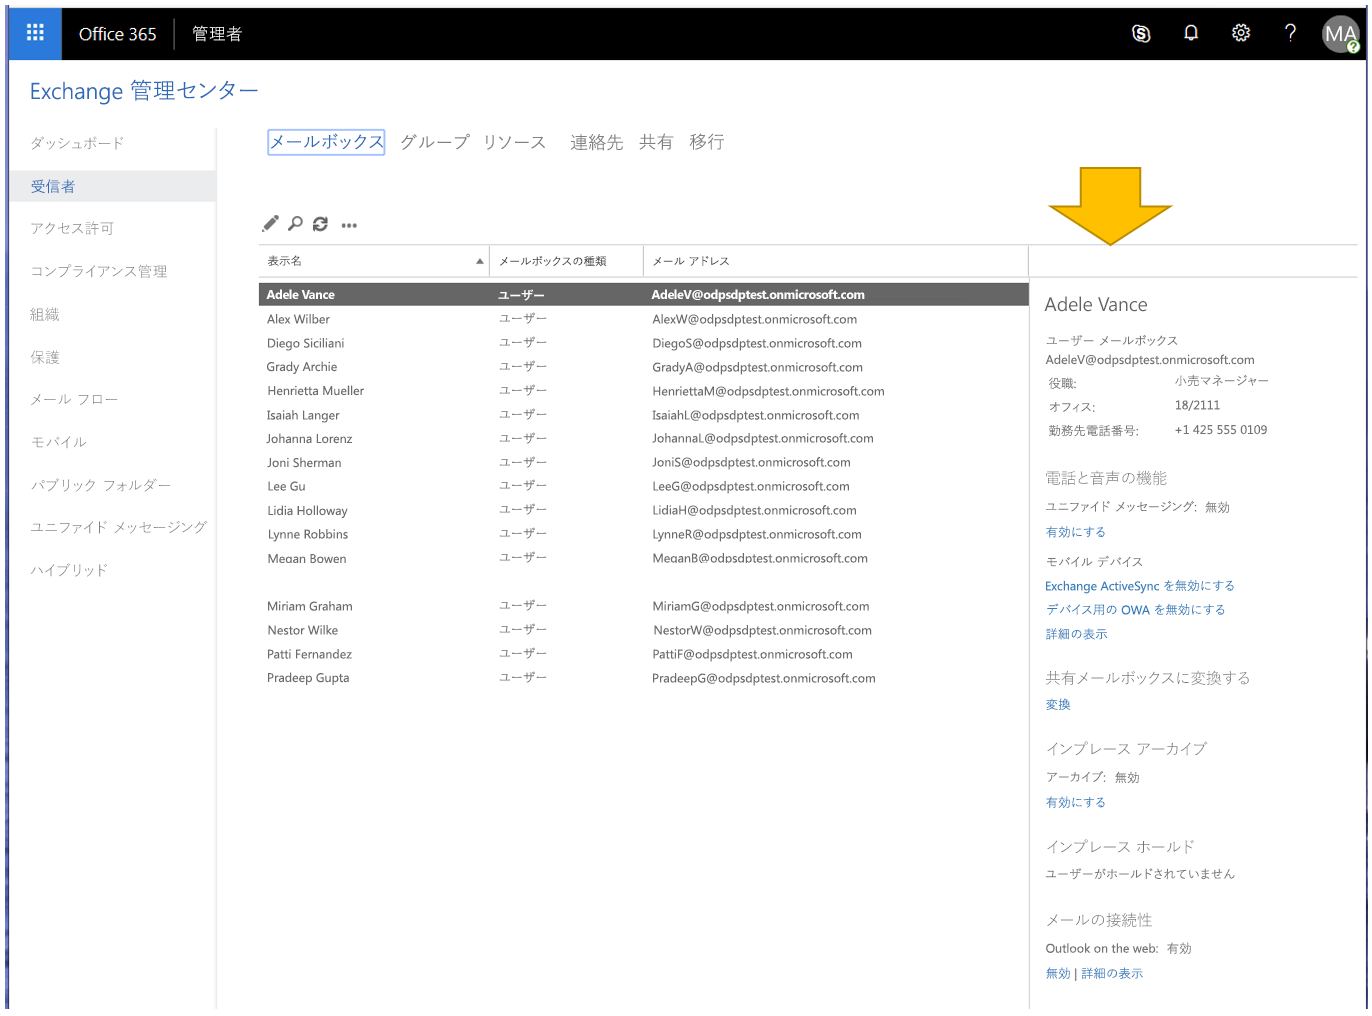 Office 365 管理者
MA
Exchange 管理センター
ダッシュボード
受信者
アクセス許可
コンプライアンス管理
組織
保護
メール フロー
モバイル
パブリック フォルダー
ユニファイド メッセージング
ハイブリッド
メールボックス グループ リソース 連絡先 共有 移行
表示名 メールボックスの種類 メール アドレス
Adele Vance ユーザー AdeleV@odpsdptest.onmicrosoft.com
Alex Wilber ユーザー AlexW@odpsdptest.onmicrosoft.com
Diego Siciliani ユーザー DiegoS@odpsdptest.onmicrosoft.com
Grady Archie ユーザー GradyA@odpsdptest.onmicrosoft.com
Henrietta Mueller ユーザー HenriettaM@odpsdptest.onmicrosoft.com
Isaiah Langer ユーザー IsaiahL@odpsdptest.onmicrosoft.com
Johanna Lorenz ユーザー JohannaL@odpsdptest.onmicrosoft.com
Joni Sherman ユーザー JoniS@odpsdptest.onmicrosoft.com
Lee Gu ユーザー LeeG@odpsdptest.onmicrosoft.com
Lidia Holloway ユーザー LidiaH@odpsdptest.onmicrosoft.com
Lynne Robbins ユーザー LynneR@odpsdptest.onmicrosoft.com
Megan Bowen ユーザー MeganB@odpsdptest.onmicrosoft.com
Miriam Graham ユーザー MiriamG@odpsdptest.onmicrosoft.com
Nestor Wilke ユーザー NestorW@odpsdptest.onmicrosoft.com
Patti Fernandez ユーザー PattiF@odpsdptest.onmicrosoft.com
Pradeep Gupta ユーザー PradeepG@odpsdptest.onmicrosoft.com
Adele Vance
ユーザー メールボックス
AdeleV@odpsdptest.onmicrosoft.com
役職: 小売マネージャー
オフィス: 18/2111
勤務先電話番号: +1 425 555 0109
電話と音声の機能
ユニファイド メッセージング: 無効
有効にする
モバイル デバイス
Exchange ActiveSync を無効にする
デバイス用の OWA を無効にする
詳細の表示
共有メールボックスに変換する
変換
インプレース アーカイブ
アーカイブ: 無効
有効にする
インプレース ホールド
ユーザーがホールドされていません
メールの接続性
Outlook on the web: 有効
無効 | 詳細の表示